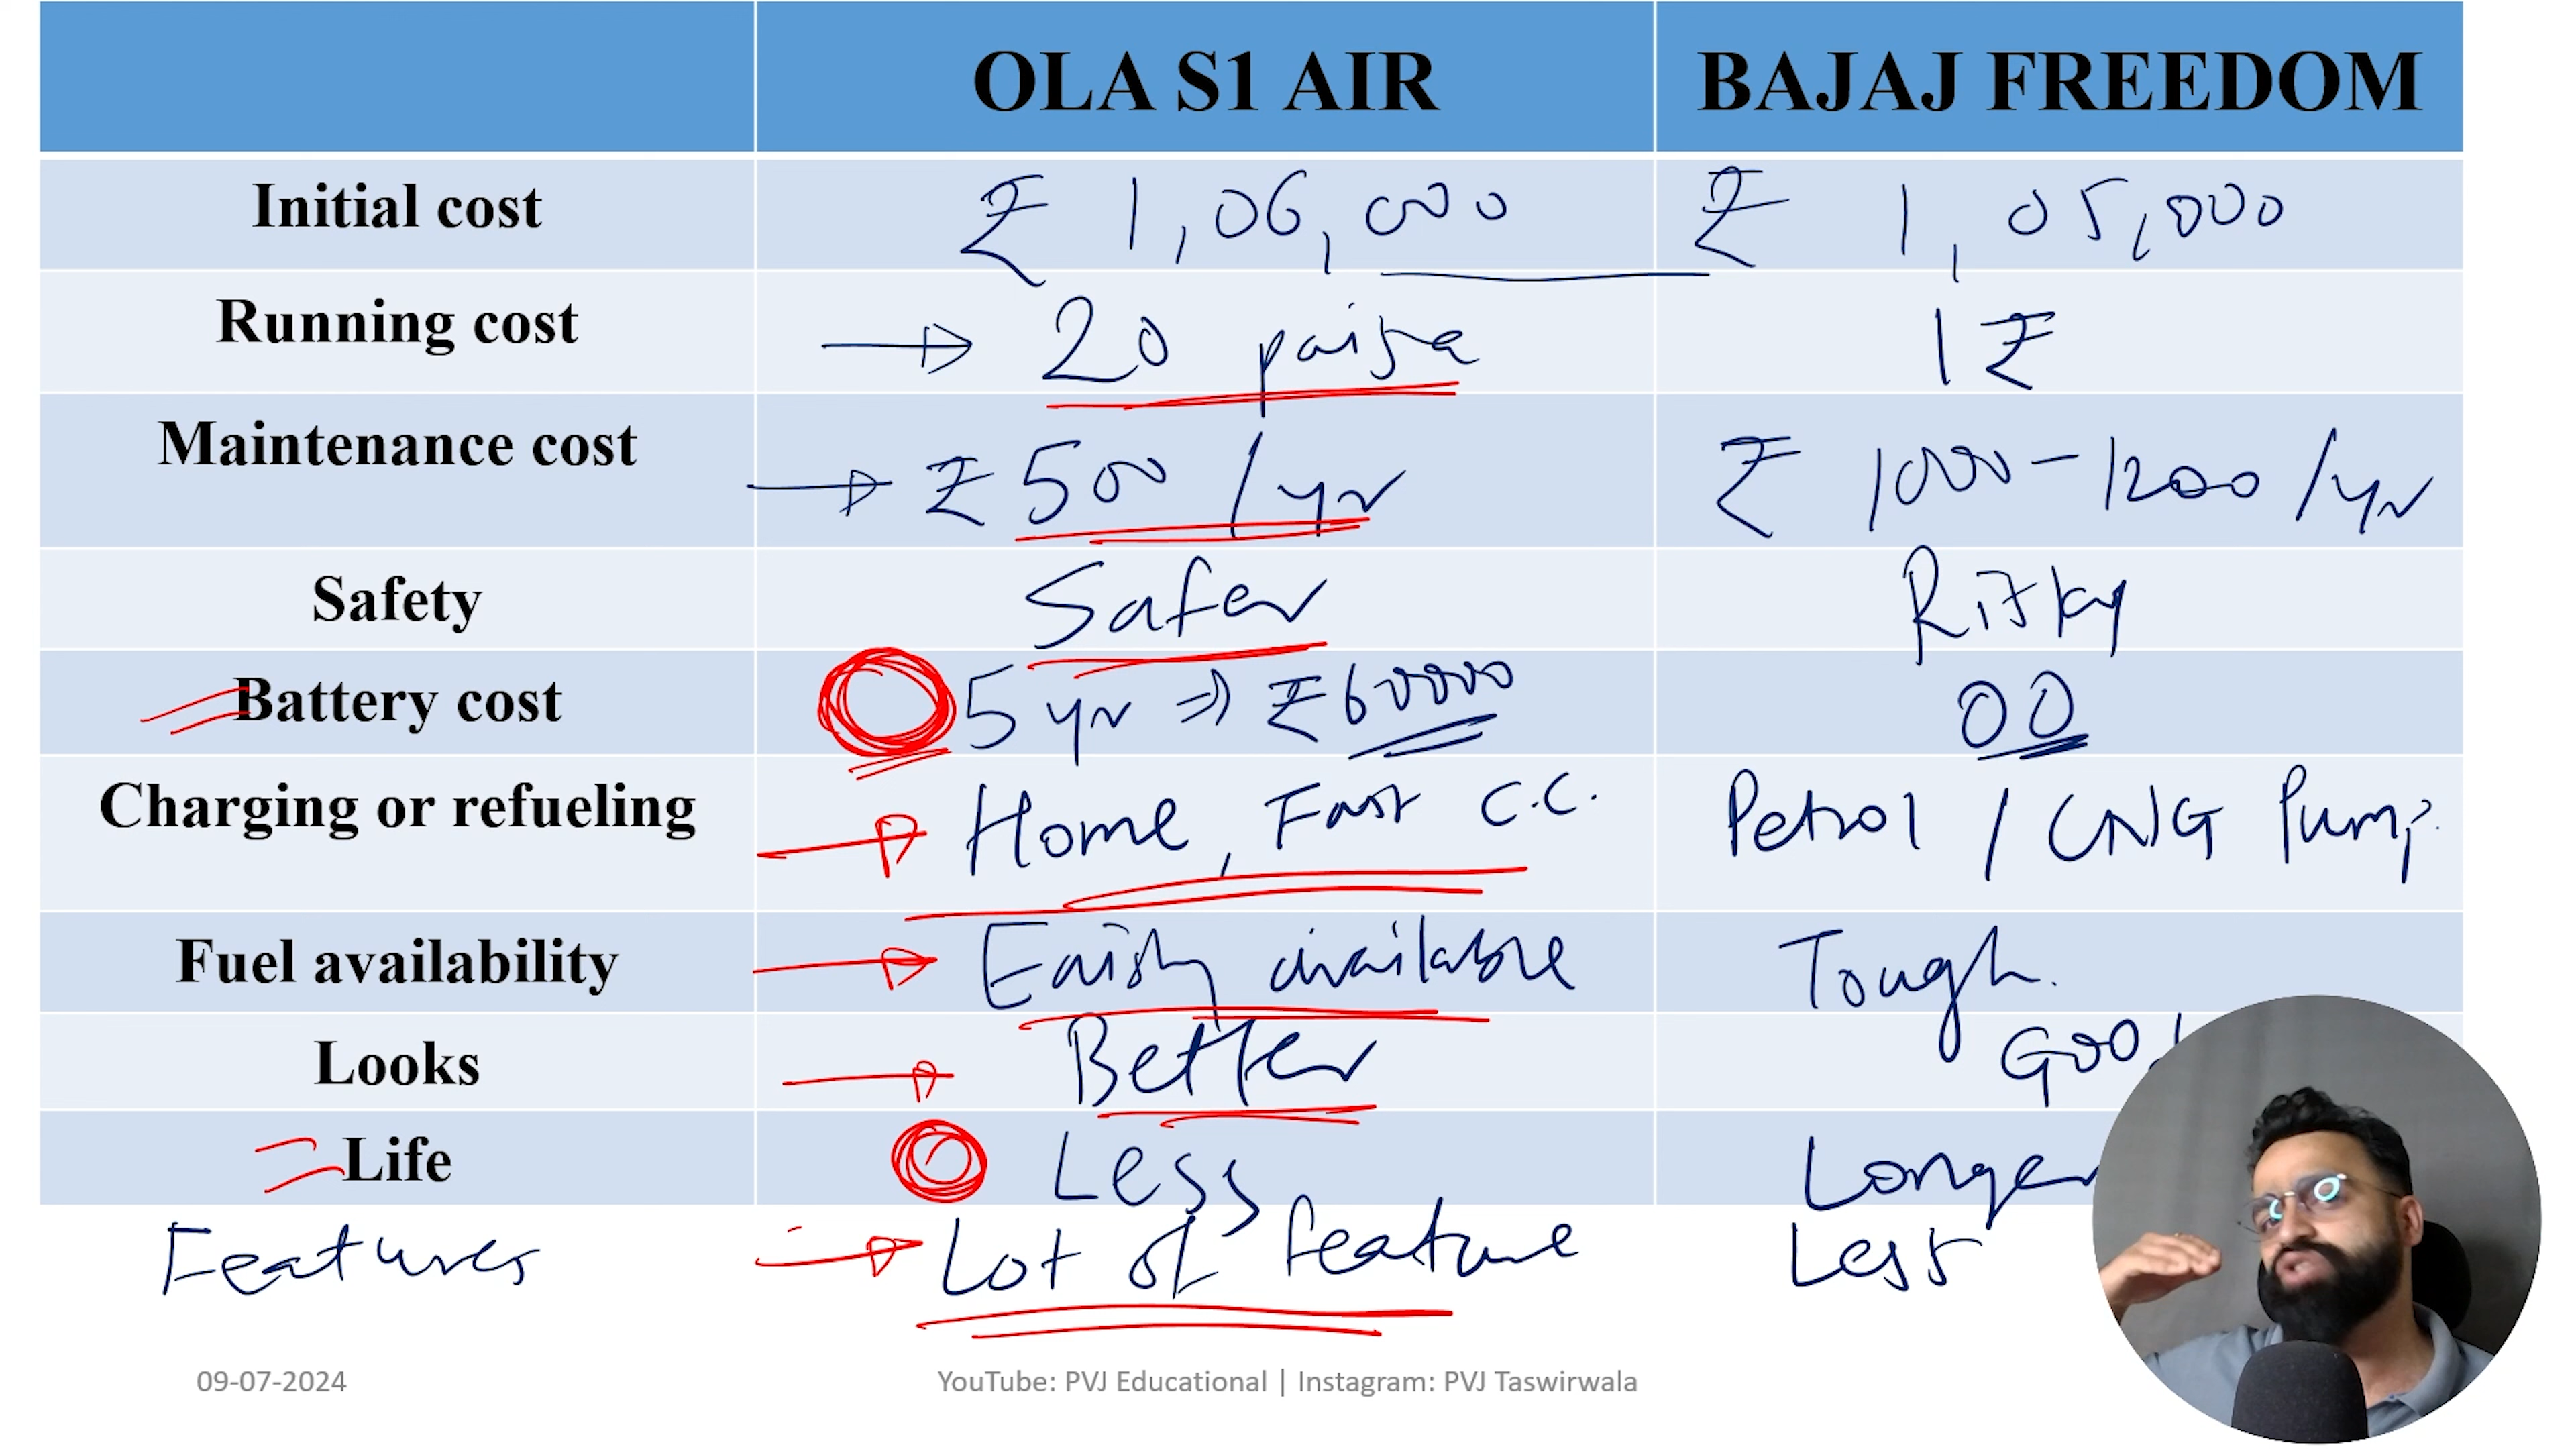 OLA S1 AIR BAJAJ FREEDOM
Initial cost ₹ 1,06,000 ₹ 1,05,000
Running cost 20 paisa 1₹
Maintenance cost ₹ 500 / yr ₹ 1000-1200 /yr
Safety Safer Risky
Battery cost 5 yr ⇒ ₹60000 00
Charging or refueling Home, Fast C.C. Petrol / CNG Pump.
Fuel availability Easily available Tough.
Looks Better Good
Life Less Longer
Features Lot of feature Less
09-07-2024 YouTube: PVJ Educational | Instagram: PVJ Taswirwala